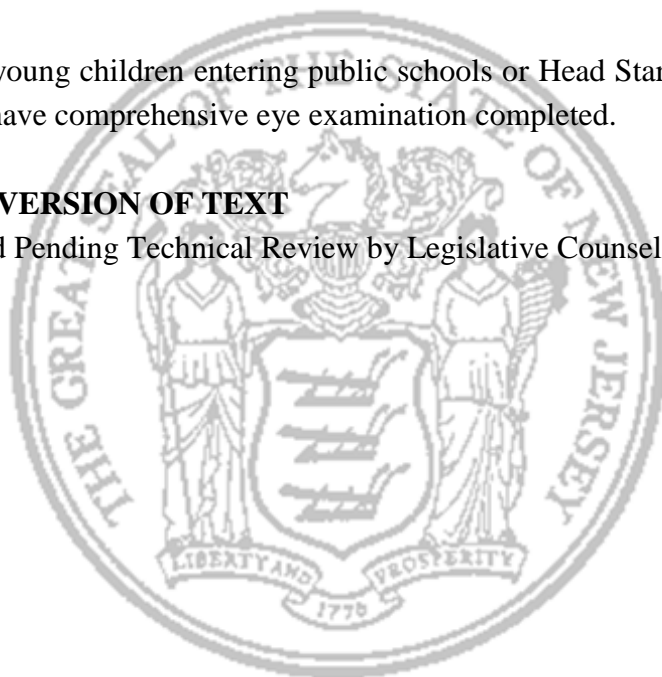 young children entering public schools or Head Star
have comprehensive eye examination completed.
VERSION OF TEXT
d Pending Technical Review by Legislative Counsel
THE GREAT SEAL OF THE STATE OF NEW JERSEY
LIBERTY AND PROSPERITY
1776